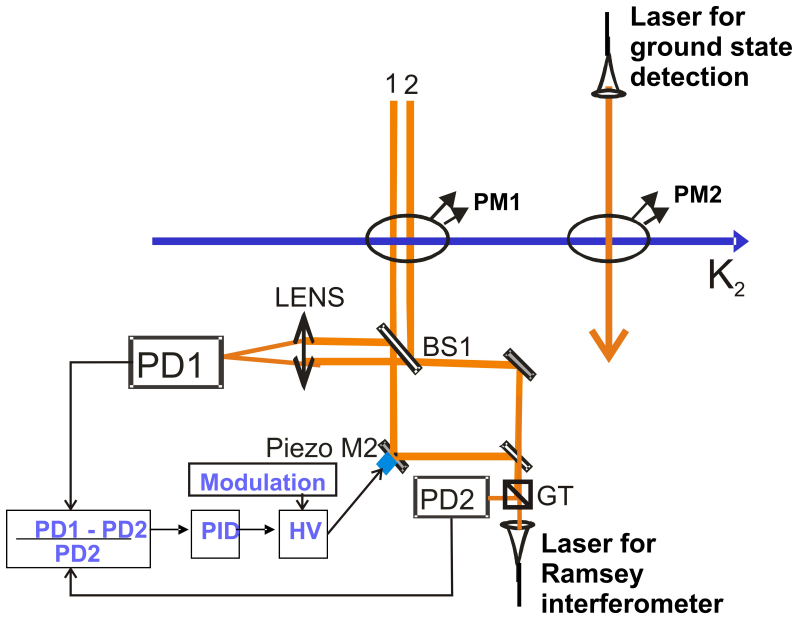 Laser for
ground state
detection
1 2
PM1
PM2
K2
LENS
BS1
PD1
Piezo M2
Modulation
PD2
GT
PD1 - PD2
PD2
PID
HV
Laser for
Ramsey
interferometer